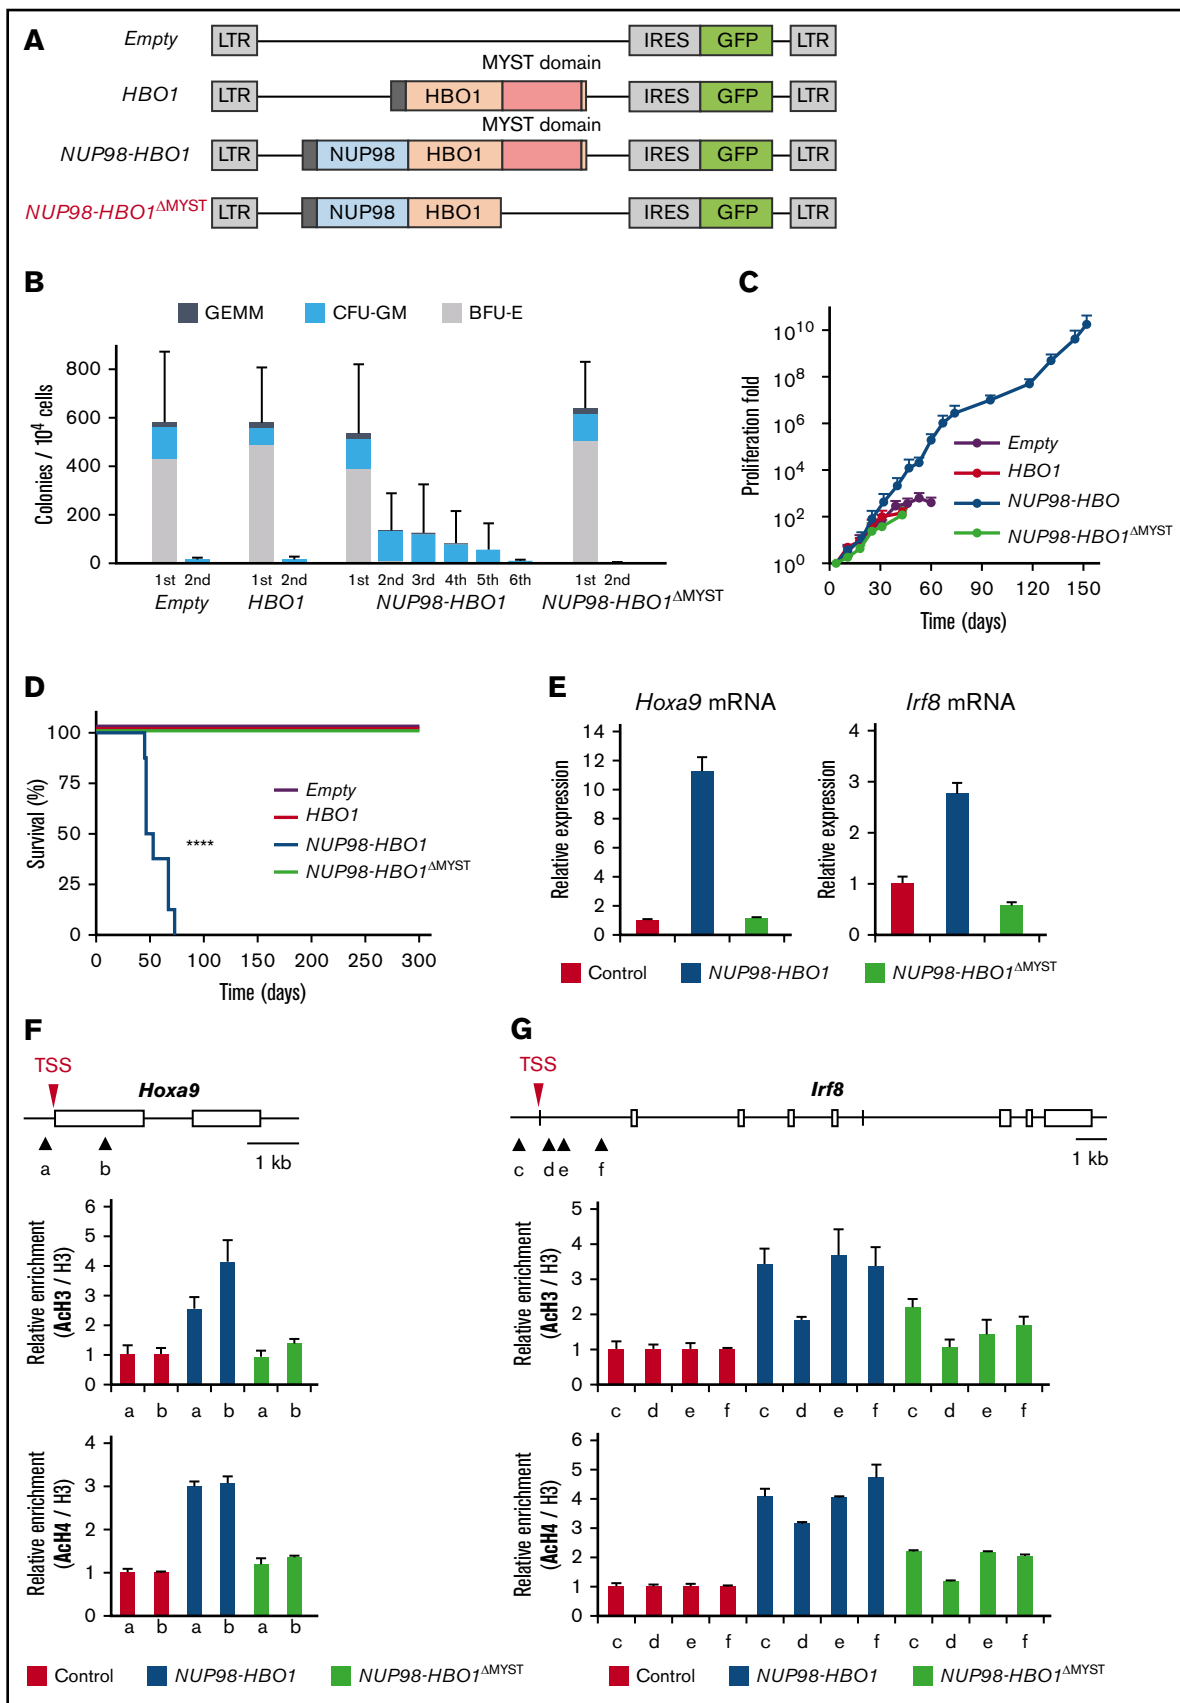 A
Empty LTR IRES GFP LTR
MYST domain
HBO1 LTR HBO1 IRES GFP LTR
MYST domain
NUP98-HBO1 LTR NUP98 HBO1 IRES GFP LTR
NUP98-HBO1ΔMYST LTR NUP98 HBO1 IRES GFP LTR
B
GEMM CFU-GM BFU-E
Colonies / 10⁴ cells
800
600
400
200
0
1st 2nd 1st 2nd 1st 2nd 3rd 4th 5th 6th 1st 2nd
Empty HBO1 NUP98-HBO1 NUP98-HBO1ΔMYST
C
Proliferation fold
10¹⁰
10⁸
10⁶
10⁴
10²
10⁰
Empty
HBO1
NUP98-HBO
NUP98-HBO1ΔMYST
0 30 60 90 120 150
Time (days)
D
Survival (%)
100
75
50
25
0
****
Empty
HBO1
NUP98-HBO1
NUP98-HBO1ΔMYST
0 50 100 150 200 250 300
Time (days)
E
Hoxa9 mRNA
Relative expression
14
12
10
8
6
4
2
0
Irf8 mRNA
Relative expression
4
3
2
1
0
Control NUP98-HBO1 NUP98-HBO1ΔMYST
F
TSS
Hoxa9
a b 1 kb
Relative enrichment
(AcH3 / H3)
6
5
4
3
2
1
0
a b a b a b
Relative enrichment
(AcH4 / H3)
4
3
2
1
0
a b a b a b
Control NUP98-HBO1 NUP98-HBO1ΔMYST
G
TSS
Irf8
c d e f 1 kb
Relative enrichment
(AcH3 / H3)
5
4
3
2
1
0
c d e f c d e f c d e f
Relative enrichment
(AcH4 / H3)
6
5
4
3
2
1
0
c d e f c d e f c d e f
Control NUP98-HBO1 NUP98-HBO1ΔMYST